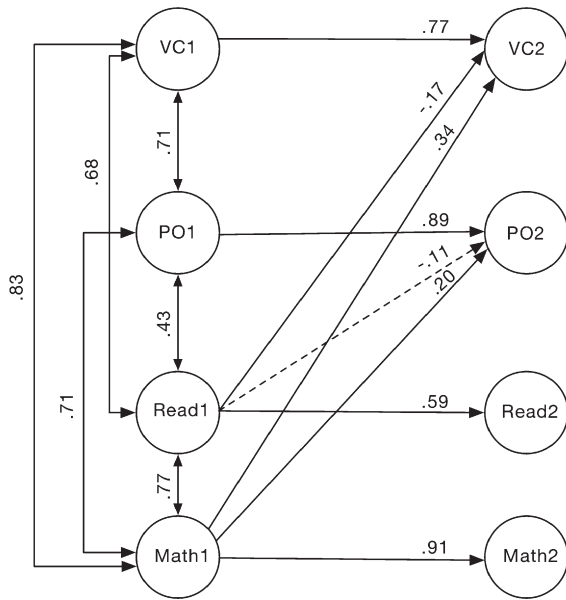 VC1
.77
VC2
-.17
.34
.71
.68
PO1
.89
PO2
-.11
.20
.83
.43
.71
Read1
.59
Read2
.77
Math1
.91
Math2